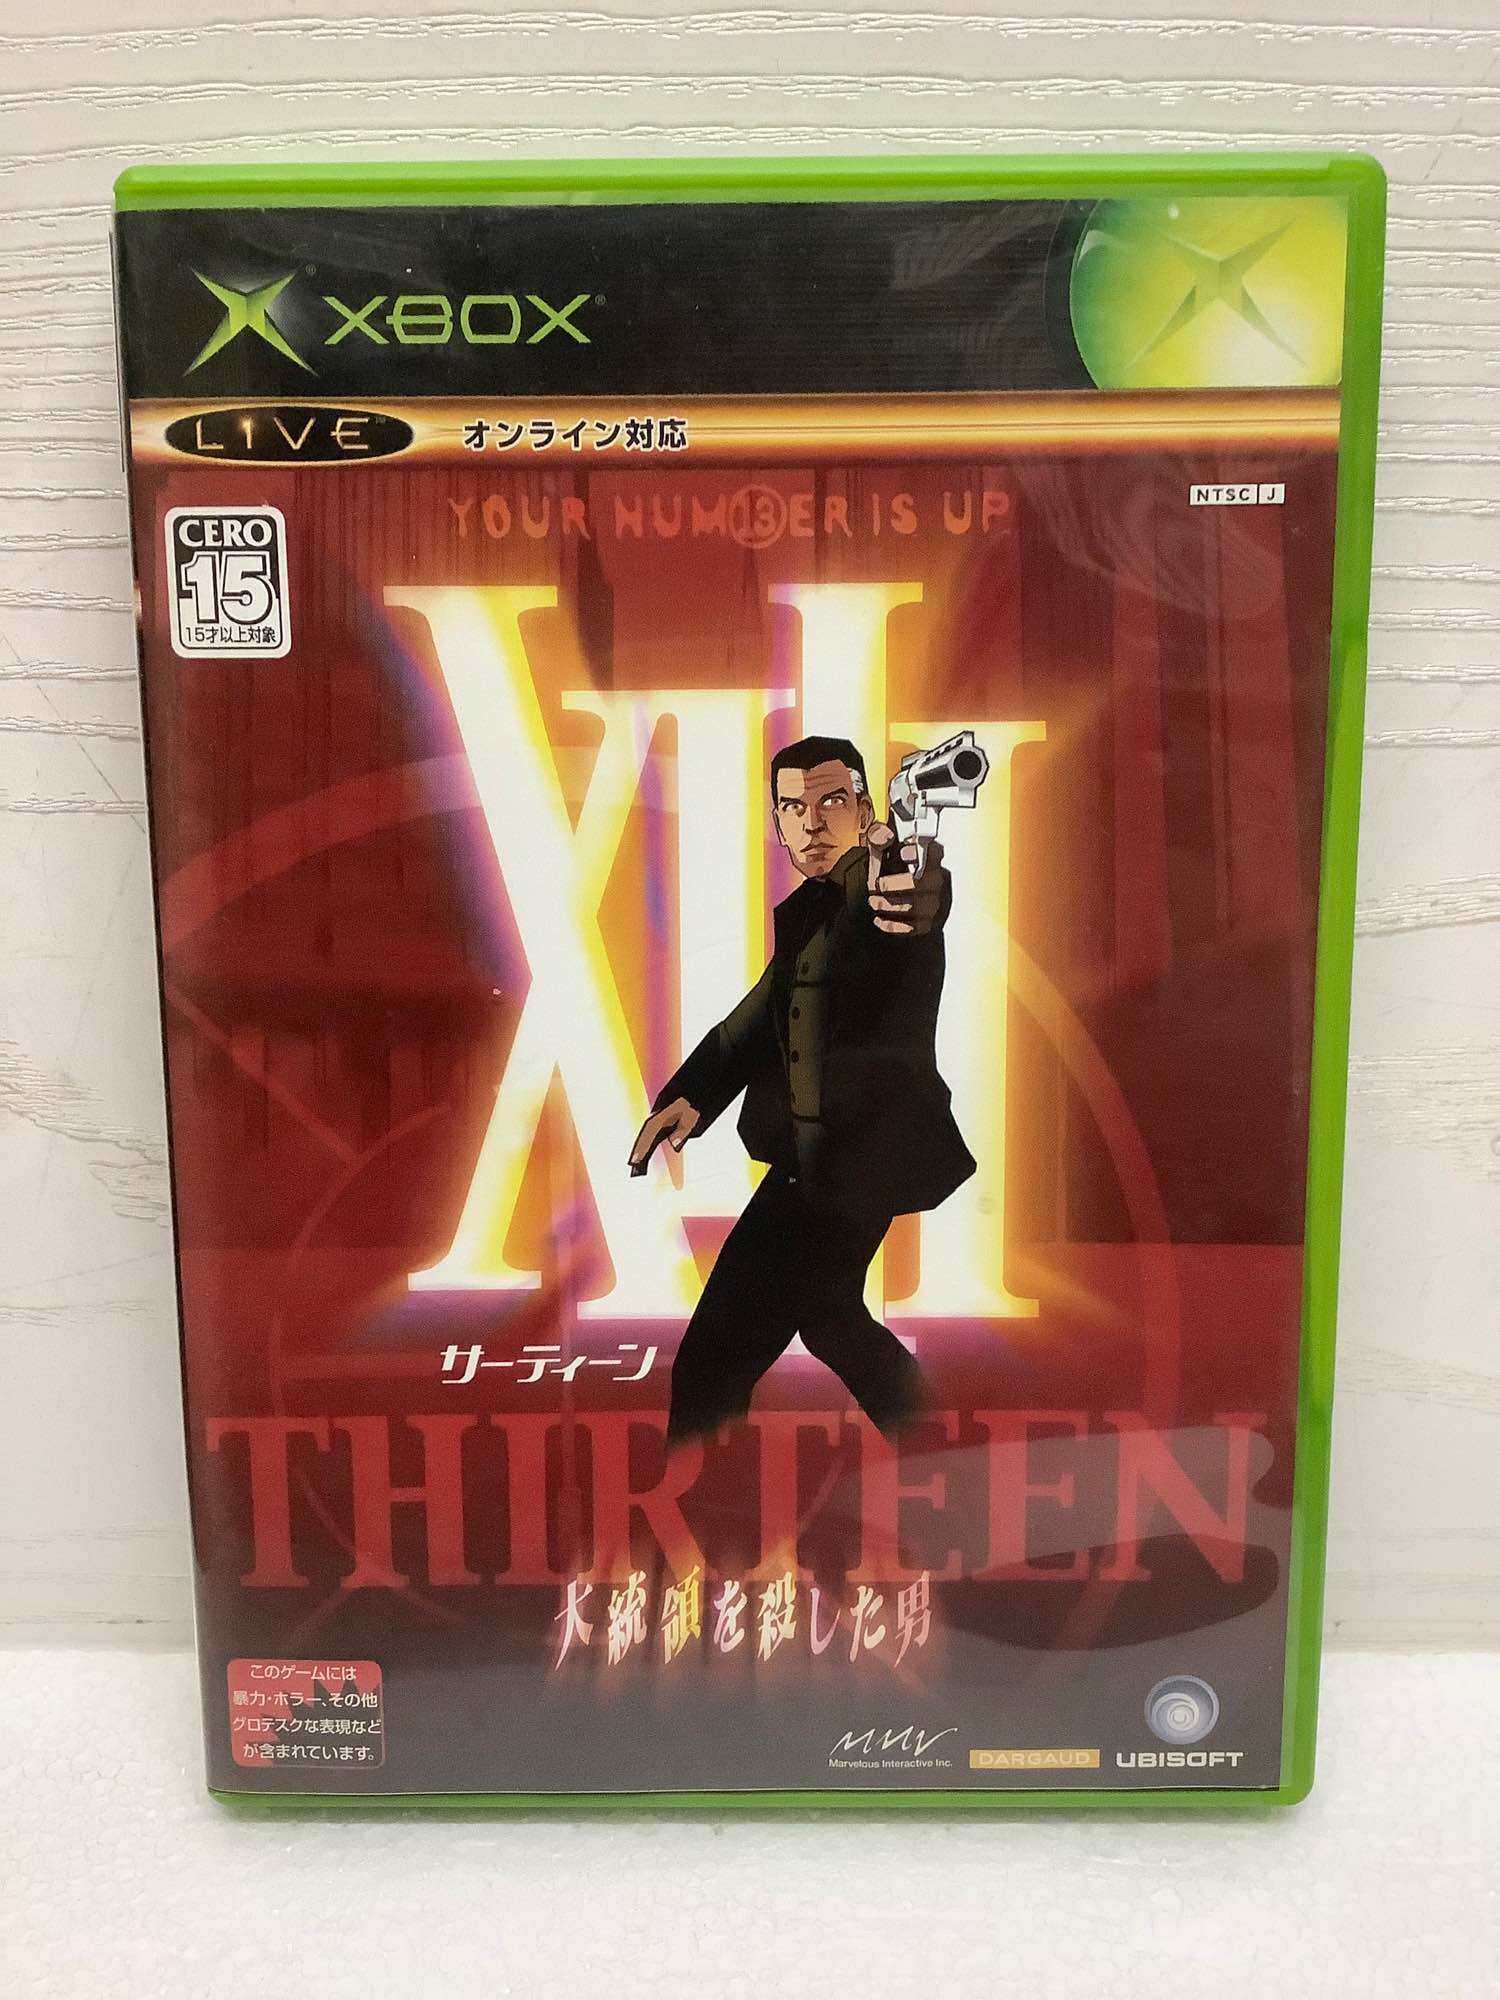 XBOX
LIVE™
オンライン対応
NTSC J
YOUR NUM13ER IS UP
CERO
15
15才以上対象
XIII
サーティーン
THIRTEEN
大統領を殺した男
このゲームには
暴力・ホラー、その他
グロテスクな表現など
が含まれています。
Marvelous Interactive Inc.
DARGAUD
UBISOFT